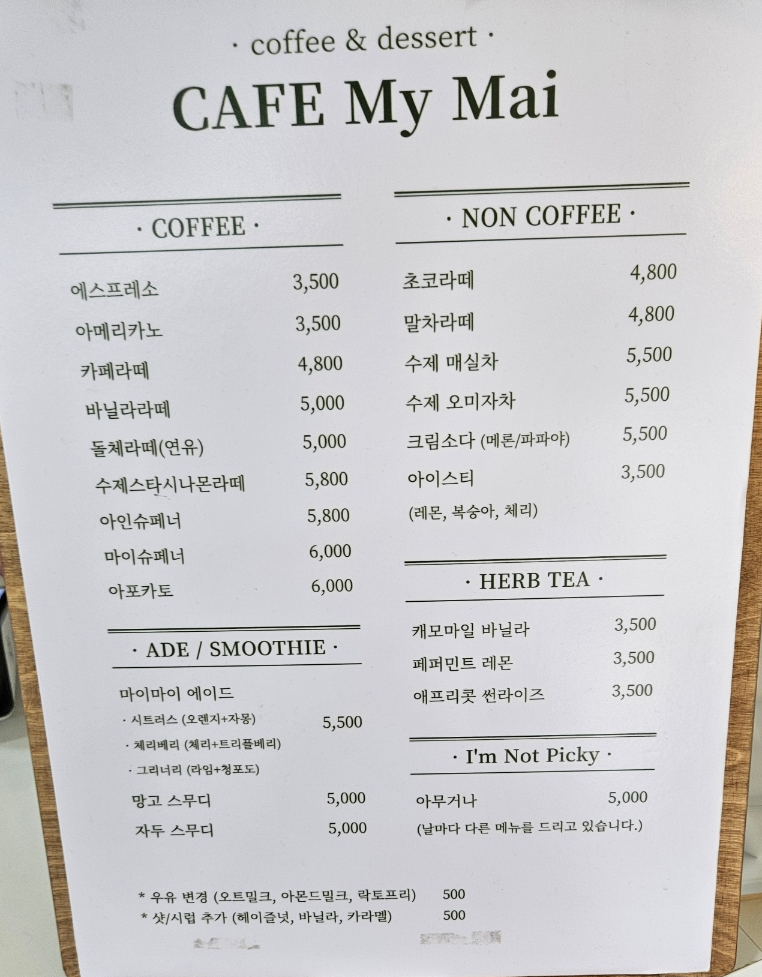 · coffee & dessert ·
CAFE My Mai
· COFFEE ·
에스프레소 3,500
아메리카노 3,500
카페라떼 4,800
바닐라라떼 5,000
돌체라떼(연유) 5,000
수제스타시나몬라떼 5,800
아인슈페너 5,800
마이슈페너 6,000
아포카토 6,000
· ADE / SMOOTHIE ·
마이마이 에이드
· 시트러스 (오렌지+자몽) 5,500
· 체리베리 (체리+트리플베리)
· 그리너리 (라임+청포도)
망고 스무디 5,000
자두 스무디 5,000
· NON COFFEE ·
초코라떼 4,800
말차라떼 4,800
수제 매실차 5,500
수제 오미자차 5,500
크림소다 (메론/파파야) 5,500
아이스티 3,500
(레몬, 복숭아, 체리)
· HERB TEA ·
캐모마일 바닐라 3,500
페퍼민트 레몬 3,500
애프리콧 썬라이즈 3,500
· I'm Not Picky ·
아무거나 5,000
(날마다 다른 메뉴를 드리고 있습니다.)
* 우유 변경 (오트밀크, 아몬드밀크, 락토프리) 500
* 샷/시럽 추가 (헤이즐넛, 바닐라, 카라멜) 500